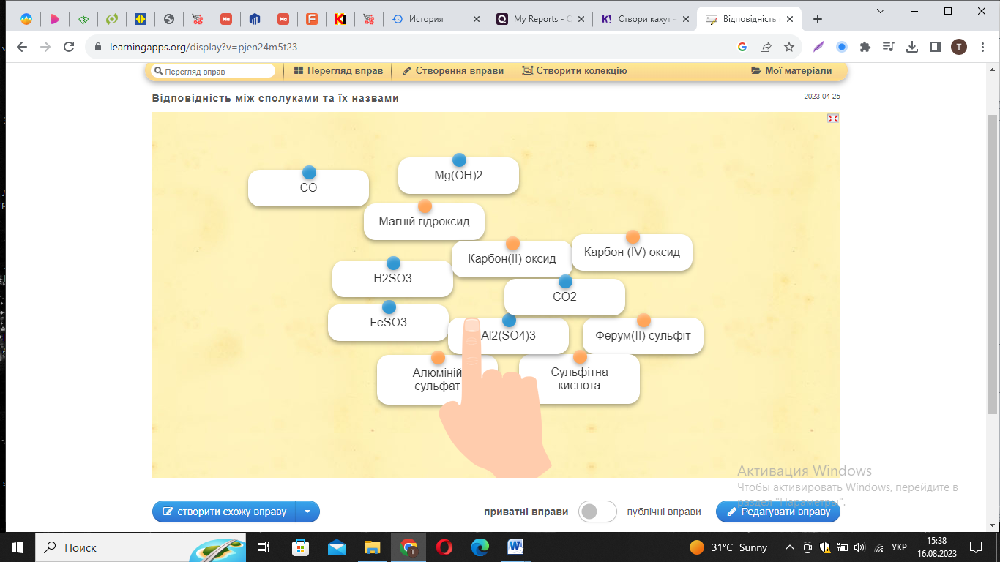 История
My Reports - Q
Створи кахут -
Відповідність
learningapps.org/display?v=pjen24m5t23
T
Перегляд вправ
Перегляд вправ
Створення вправи
Створити колекцію
Мої матеріали
Відповідність між сполуками та їх назвами
2023-04-25
Mg(OH)2
CO
Магній гідроксид
Карбон(II) оксид
Карбон (IV) оксид
H2SO3
CO2
FeSO3
Al2(SO4)3
Ферум(II) сульфіт
Алюміній
сульфат
Сульфітна
кислота
Активация Windows
Чтобы активировать Windows, перейдите в
раздел "Параметры".
створити схожу вправу
приватні вправи
публічні вправи
Редагувати вправу
Поиск
31°C Sunny
УКР
15:38
16.08.2023